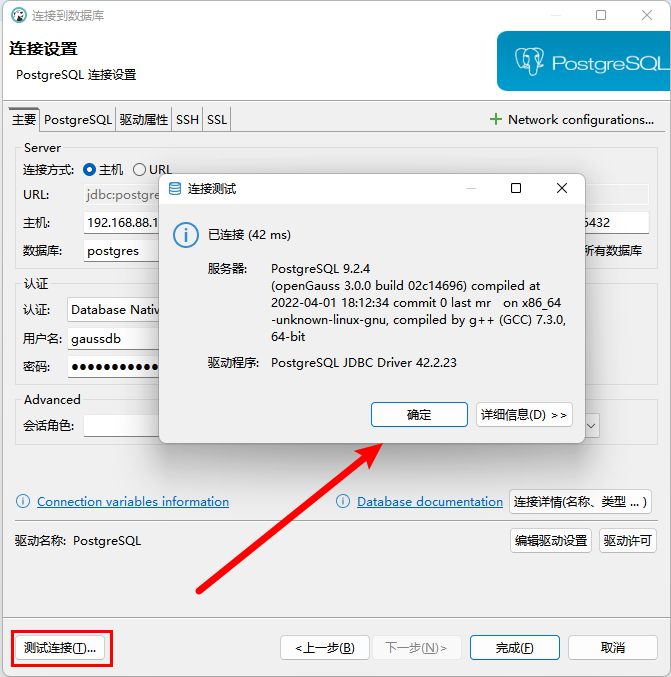 连接到数据库
连接设置
PostgreSQL 连接设置
PostgreSQL
主要 PostgreSQL 驱动属性 SSH SSL
Network configurations...
Server
连接方式: 主机 URL
URL: jdbc:postgre
主机: 192.168.88.1 5432
数据库: postgres 所有数据库
认证
认证: Database Nativ
用户名: gaussdb
密码: ●●●●●●●●●●●
Advanced
会话角色:
连接测试
已连接 (42 ms)
服务器: PostgreSQL 9.2.4
(openGauss 3.0.0 build 02c14696) compiled at
2022-04-01 18:12:34 commit 0 last mr on x86_64
-unknown-linux-gnu, compiled by g++ (GCC) 7.3.0,
64-bit
驱动程序: PostgreSQL JDBC Driver 42.2.23
确定 详细信息(D) >>
Connection variables information Database documentation 连接详情(名称、类型 ... )
驱动名称: PostgreSQL 编辑驱动设置 驱动许可
测试连接(T)... <上一步(B) 下一步(N)> 完成(F) 取消